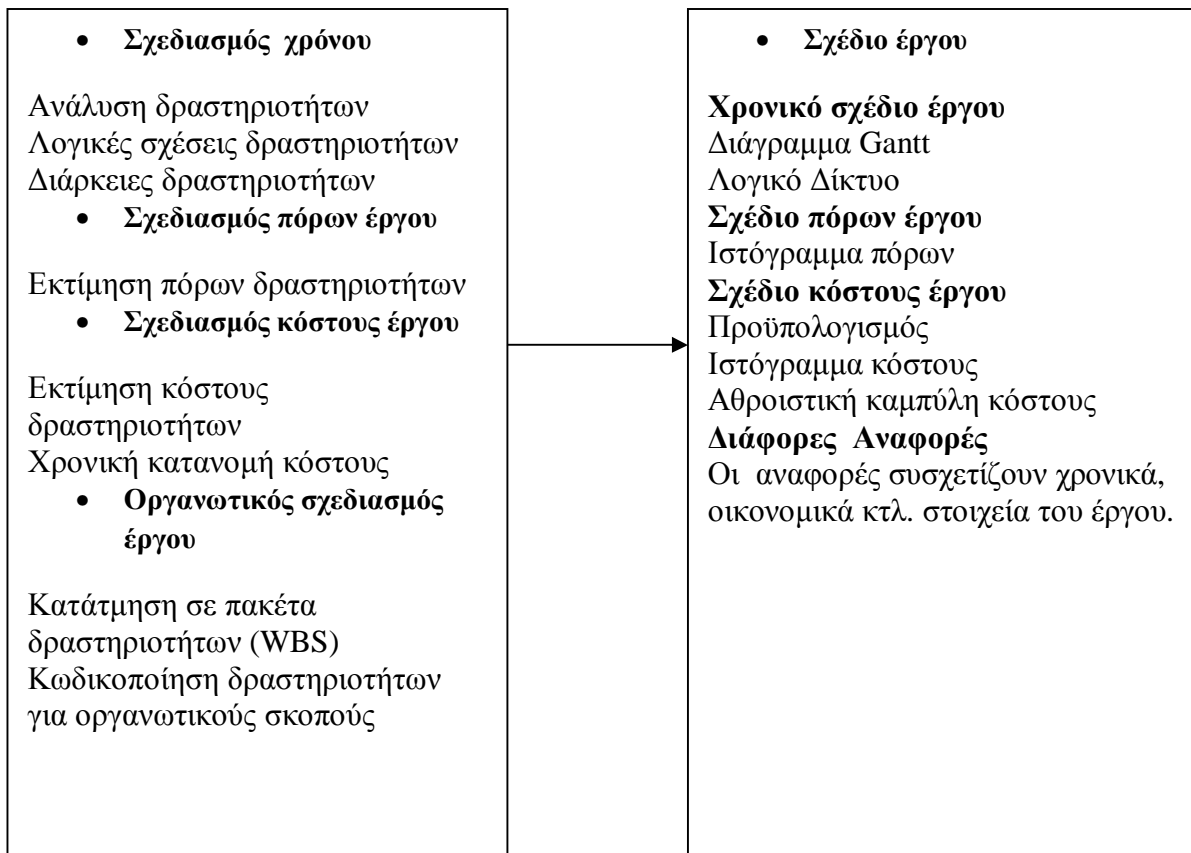 • Σχεδιασμός χρόνου
Ανάλυση δραστηριοτήτων
Λογικές σχέσεις δραστηριοτήτων
Διάρκειες δραστηριοτήτων
• Σχεδιασμός πόρων έργου
Εκτίμηση πόρων δραστηριοτήτων
• Σχεδιασμός κόστους έργου
Εκτίμηση κόστους
δραστηριοτήτων
Χρονική κατανομή κόστους
• Οργανωτικός σχεδιασμός
έργου
Κατάτμηση σε πακέτα
δραστηριοτήτων (WBS)
Κωδικοποίηση δραστηριοτήτων
για οργανωτικούς σκοπούς
• Σχέδιο έργου
Χρονικό σχέδιο έργου
Διάγραμμα Gantt
Λογικό Δίκτυο
Σχέδιο πόρων έργου
Ιστόγραμμα πόρων
Σχέδιο κόστους έργου
Προϋπολογισμός
Ιστόγραμμα κόστους
Αθροιστική καμπύλη κόστους
Διάφορες Αναφορές
Οι αναφορές συσχετίζουν χρονικά,
οικονομικά κτλ. στοιχεία του έργου.